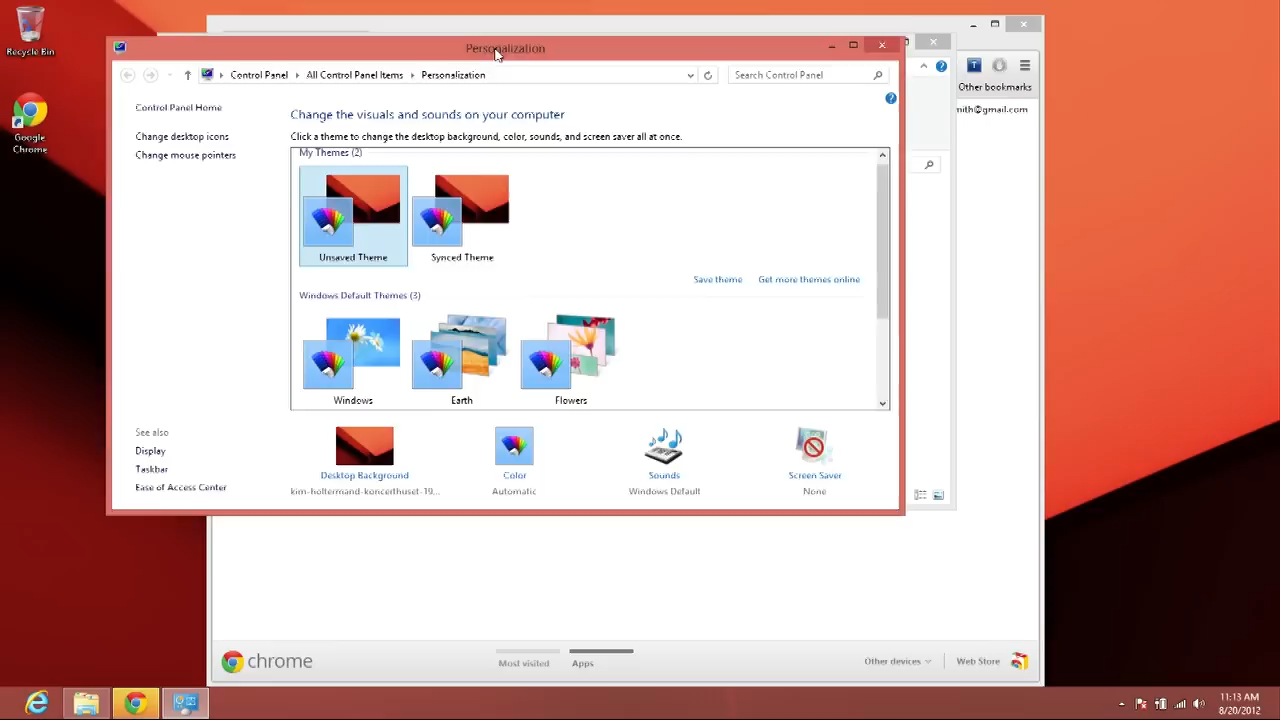 Recycle Bin
Google
Chrome
Personalization
Control Panel
All Control Panel Items
Personalization
Search Control Panel
Other bookmarks
mith@gmail.com
Control Panel Home
Change desktop icons
Change mouse pointers
Change the visuals and sounds on your computer
Click a theme to change the desktop background, color, sounds, and screen saver all at once.
My Themes (2)
Unsaved Theme
Synced Theme
Save theme
Get more themes online
Windows Default Themes (3)
Windows
Earth
Flowers
See also
Display
Taskbar
Ease of Access Center
Desktop Background
kim-holtermand-koncerthuset-19...
Color
Automatic
Sounds
Windows Default
Screen Saver
None
chrome
Most visited
Apps
Other devices
Web Store
11:13 AM
8/20/2012